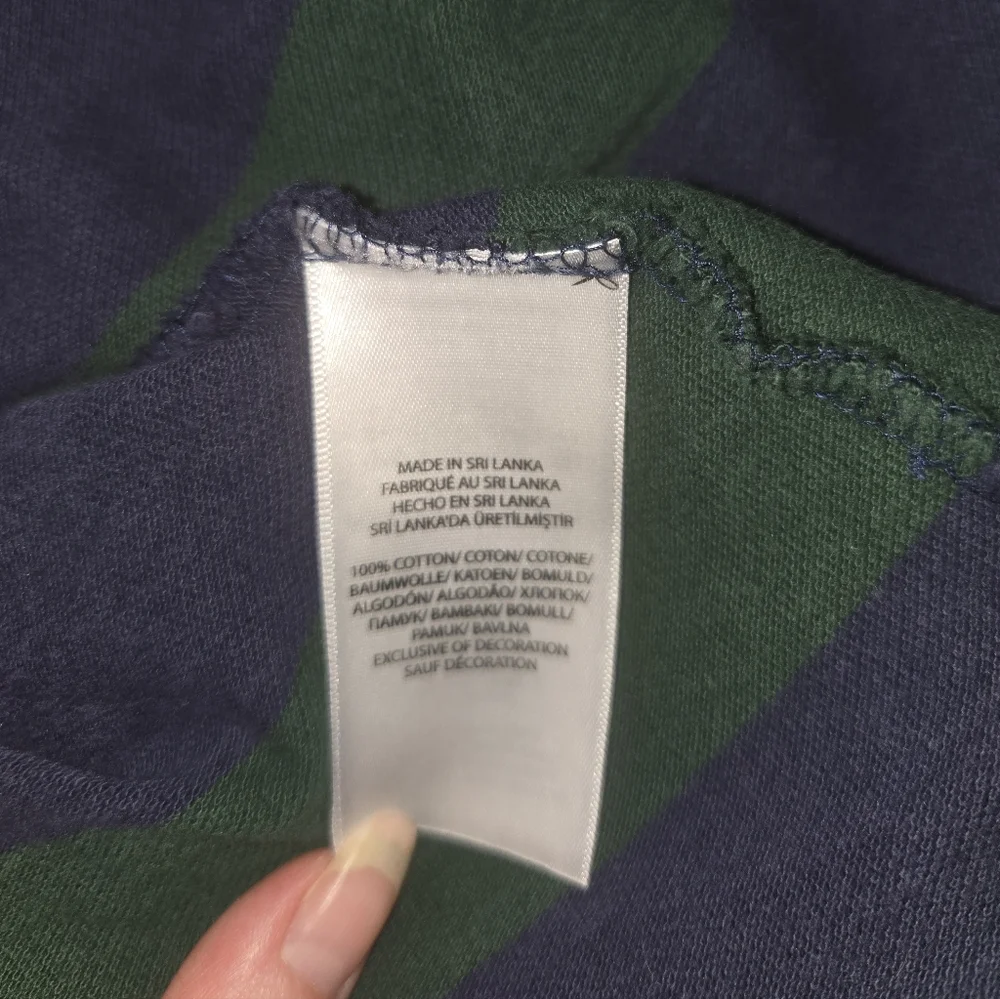 MADE IN SRI LANKA
FABRIQUÉ AU SRI LANKA
HECHO EN SRI LANKA
SRİ LANKA'DA ÜRETİLMİŞTİR
100% COTTON/ COTON/ COTONE/
BAUMWOLLE/ KATOEN/ BOMULD/
ALGODÓN/ ALGODÃO/ ХЛОПОК/
ПАМУК/ ΒΑΜΒΑΚΙ/ BOMULL/
PAMUK/ BAVLNA
EXCLUSIVE OF DECORATION
SAUF DÉCORATION